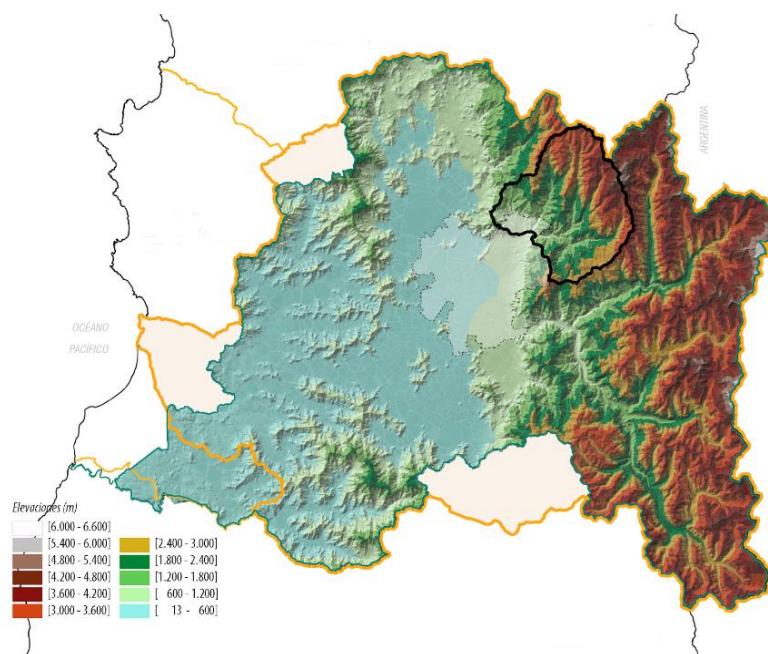 ARGENTINA
OCÉANO
PACÍFICO
Elevaciones (m)
[6.000 - 6.600]
[5.400 - 6.000]
[4.800 - 5.400]
[4.200 - 4.800]
[3.600 - 4.200]
[3.000 - 3.600]
[2.400 - 3.000]
[1.800 - 2.400]
[1.200 - 1.800]
[ 600 - 1.200]
[ 13 - 600]